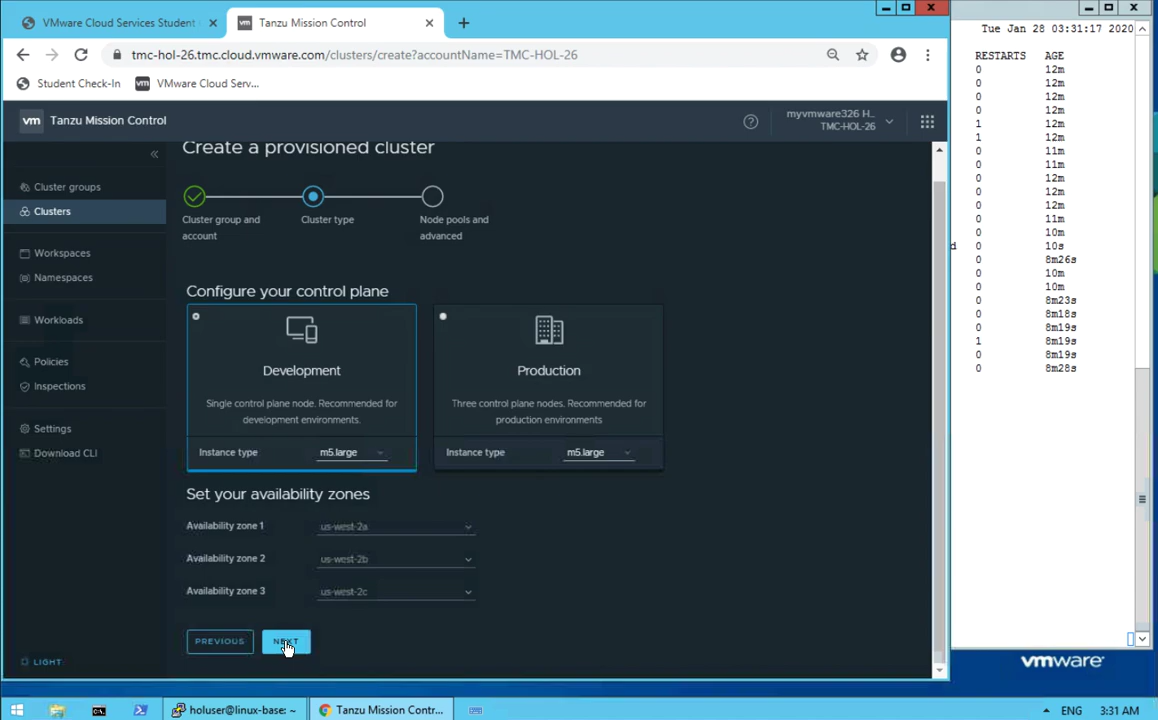 VMware Cloud Services Student
Tanzu Mission Control
tmc-hol-26.tmc.cloud.vmware.com/clusters/create?accountName=TMC-HOL-26
Student Check-In
vm
VMware Cloud Serv...
vm
Tanzu Mission Control
myvmware326 H...
TMC-HOL-26
Cluster groups
Clusters
Workspaces
Namespaces
Workloads
Policies
Inspections
Settings
Download CLI
LIGHT
Create a provisioned cluster
Cluster group and
account
Cluster type
Node pools and
advanced
Configure your control plane
Development
Single control plane node. Recommended for
development environments.
Instance type m5.large
Production
Three control plane nodes. Recommended for
production environments
Instance type m5.large
Set your availability zones
Availability zone 1 us-west-2a
Availability zone 2 us-west-2b
Availability zone 3 us-west-2c
PREVIOUS
NEXT
Tue Jan 28 03:31:17 2020
RESTARTS AGE
0 12m
0 12m
0 12m
0 12m
1 12m
1 12m
0 11m
0 11m
0 12m
0 12m
0 12m
0 11m
0 10m
d 0 10s
0 8m26s
0 10m
0 10m
0 8m23s
0 8m18s
0 8m19s
1 8m19s
0 8m19s
0 8m28s
vmware
holuser@linux-base: ~
Tanzu Mission Contr...
ENG
3:31 AM